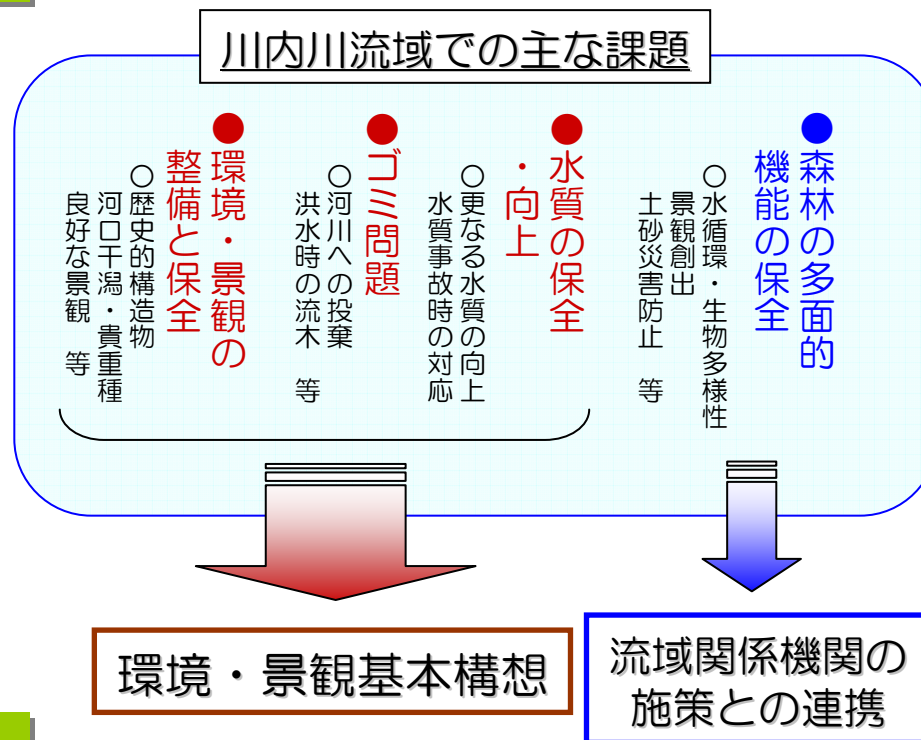 川内川流域での主な課題
●森林の多面的
機能の保全
○水循環・生物多様性
景観創出
土砂災害防止　等
●水質の保全
・向上
○更なる水質の向上
水質事故時の対応
●ゴミ問題
○河川への投棄
洪水時の流木　等
●環境・景観の
整備と保全
○歴史的構造物
河口干潟・貴重種
良好な景観　等
環境・景観基本構想
流域関係機関の
施策との連携